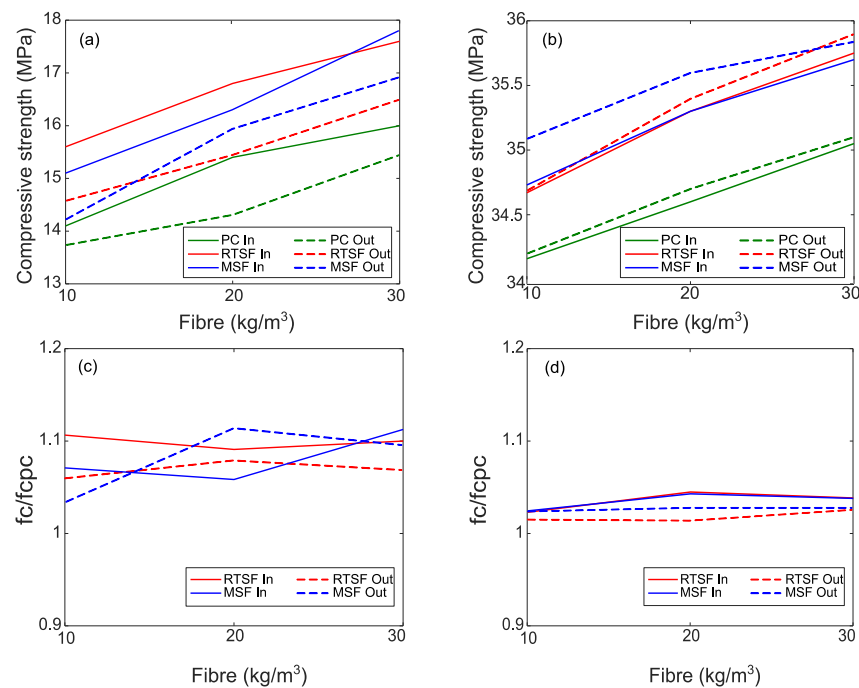 (a)
Compressive strength (MPa)
18
17
16
15
14
13
PC In PC Out
RTSF In RTSF Out
MSF In MSF Out
10 20 30
Fibre (kg/m³)
(b)
Compressive strength (MPa)
36
35.5
35
34.5
34
PC In PC Out
RTSF In RTSF Out
MSF In MSF Out
10 20 30
Fibre (kg/m³)
(c)
fc/fcpc
1.2
1.1
1
0.9
RTSF In RTSF Out
MSF In MSF Out
10 20 30
Fibre (kg/m³)
(d)
fc/fcpc
1.2
1.1
1
0.9
RTSF In RTSF Out
MSF In MSF Out
10 20 30
Fibre (kg/m³)